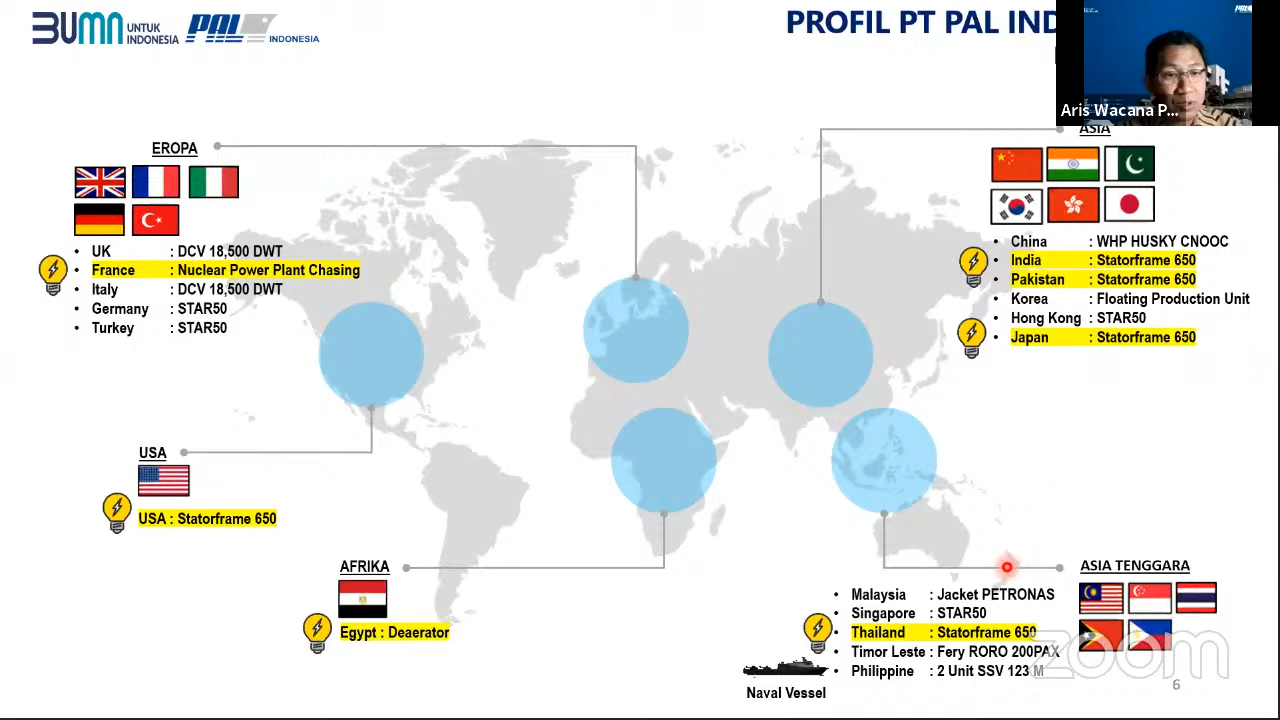 BUMN UNTUK INDONESIA
PAL INDONESIA
PROFIL PT PAL IND
Aris Wacana P...
EROPA
• UK : DCV 18,500 DWT
• France : Nuclear Power Plant Chasing
• Italy : DCV 18,500 DWT
• Germany : STAR50
• Turkey : STAR50
ASIA
• China : WHP HUSKY CNOOC
• India : Statorframe 650
• Pakistan : Statorframe 650
• Korea : Floating Production Unit
• Hong Kong : STAR50
• Japan : Statorframe 650
USA
USA : Statorframe 650
AFRIKA
Egypt : Deaerator
ASIA TENGGARA
• Malaysia : Jacket PETRONAS
• Singapore : STAR50
• Thailand : Statorframe 650
• Timor Leste : Fery RORO 200PAX
• Philippine : 2 Unit SSV 123 M
Naval Vessel
zoom
6